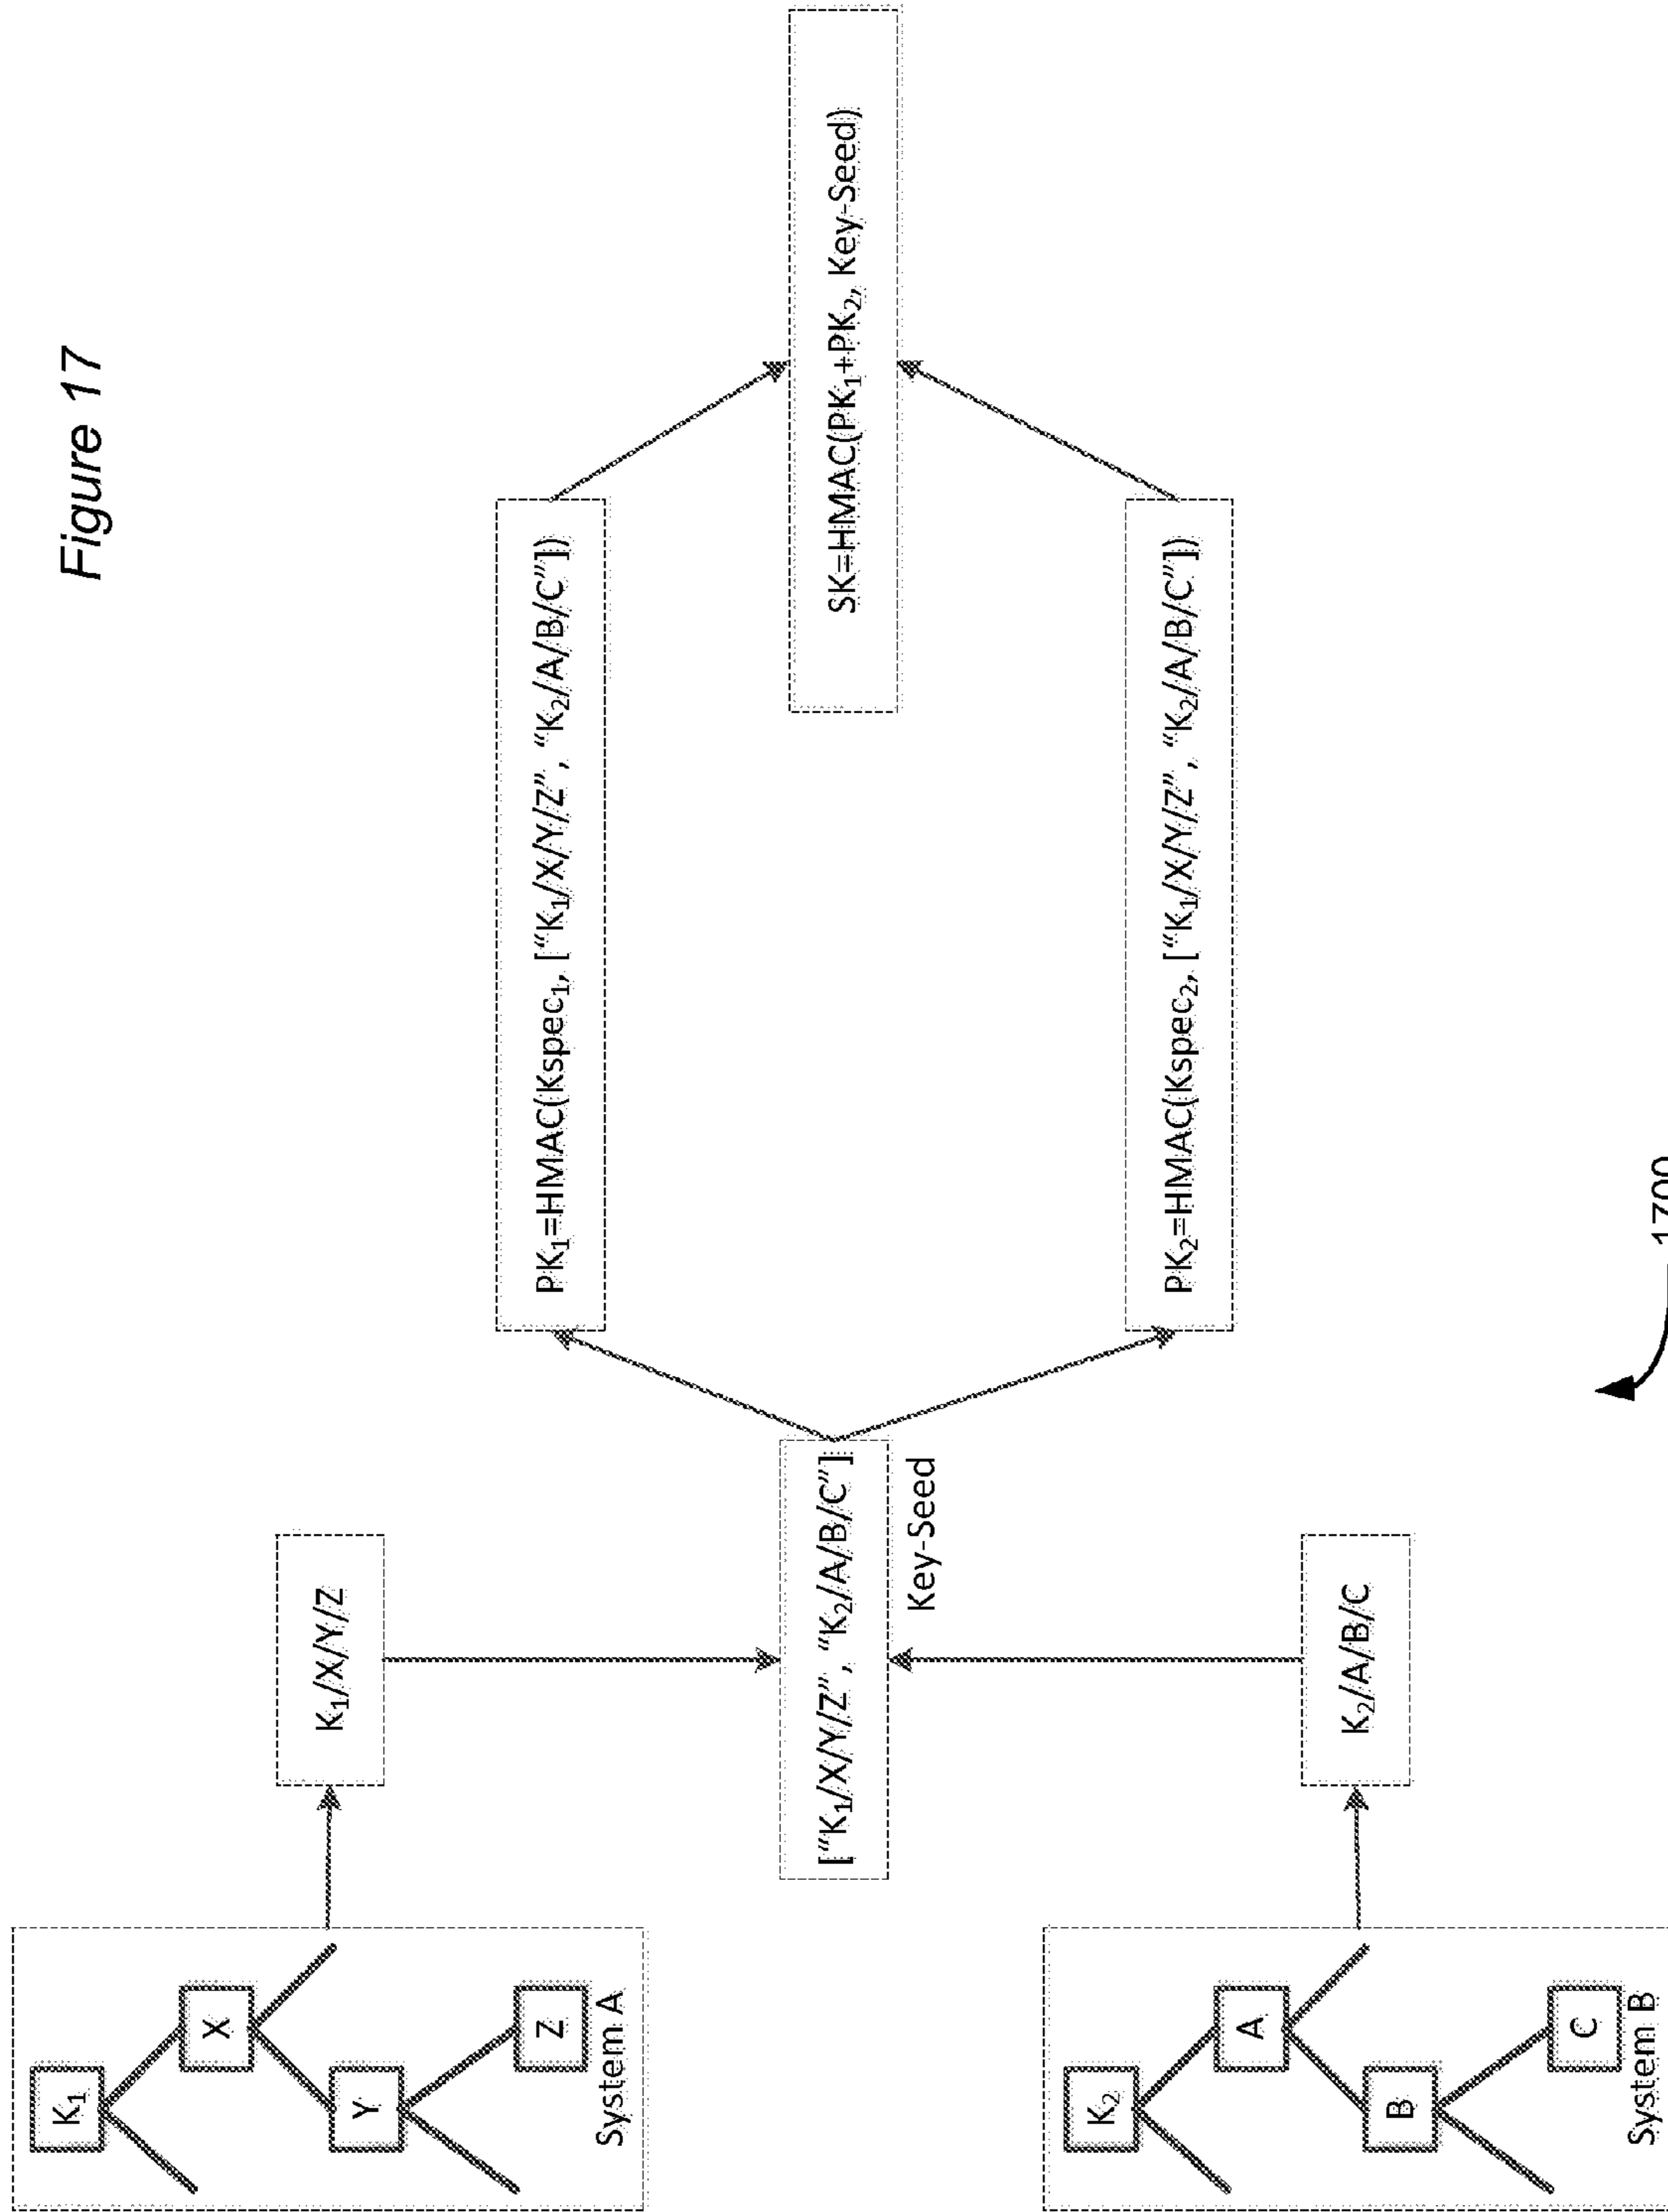 Figure 17
K₁
X
Y
Z
System A
K₁/X/Y/Z
["K₁/X/Y/Z", "K₂/A/B/C"]
Key-Seed
K₂
A
B
C
System B
K₂/A/B/C
PK₁=HMAC(Kspec₁, ["K₁/X/Y/Z", "K₂/A/B/C"])
PK₂=HMAC(Kspec₂, ["K₁/X/Y/Z", "K₂/A/B/C"])
SK=HMAC(PK₁+PK₂, Key-Seed)
1700